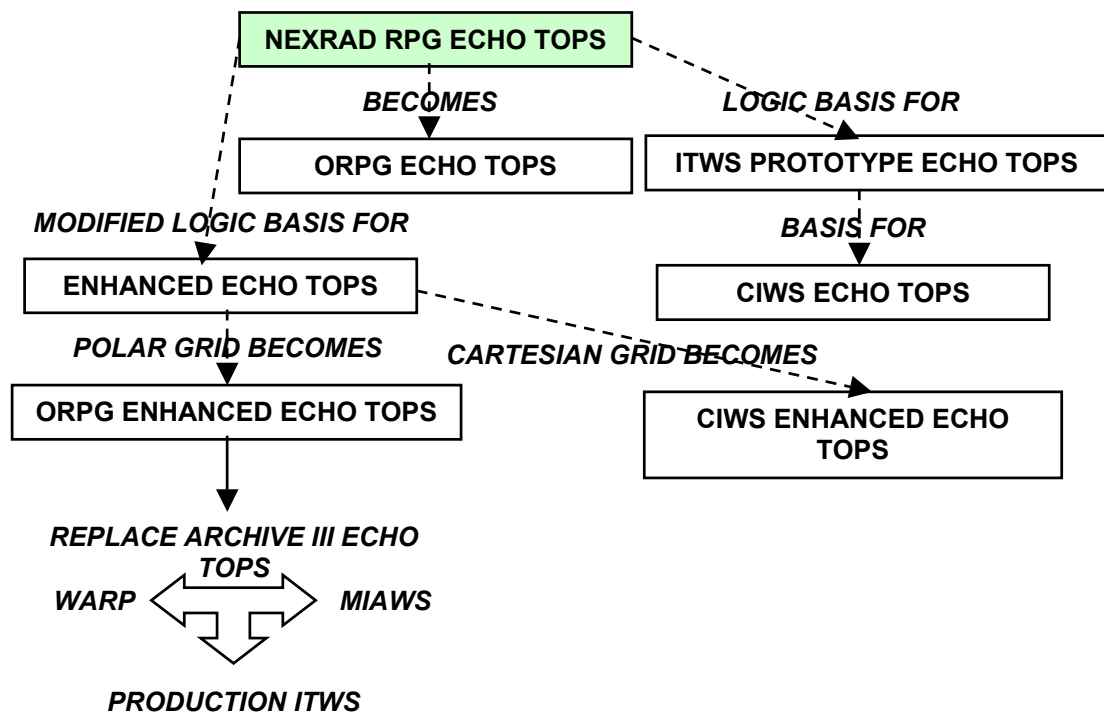 NEXRAD RPG ECHO TOPS
BECOMES
LOGIC BASIS FOR
ORPG ECHO TOPS
ITWS PROTOTYPE ECHO TOPS
MODIFIED LOGIC BASIS FOR
BASIS FOR
ENHANCED ECHO TOPS
CIWS ECHO TOPS
POLAR GRID BECOMES
CARTESIAN GRID BECOMES
ORPG ENHANCED ECHO TOPS
CIWS ENHANCED ECHO
TOPS
REPLACE ARCHIVE III ECHO
TOPS
WARP
MIAWS
PRODUCTION ITWS